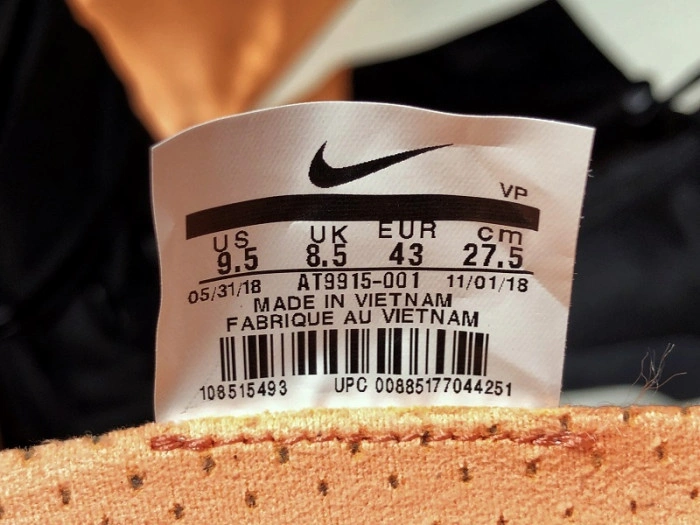 VP
US UK EUR cm
9.5 8.5 43 27.5
05/31/18 AT9915-001 11/01/18
MADE IN VIETNAM
FABRIQUE AU VIETNAM
108515493 UPC 00885177044251